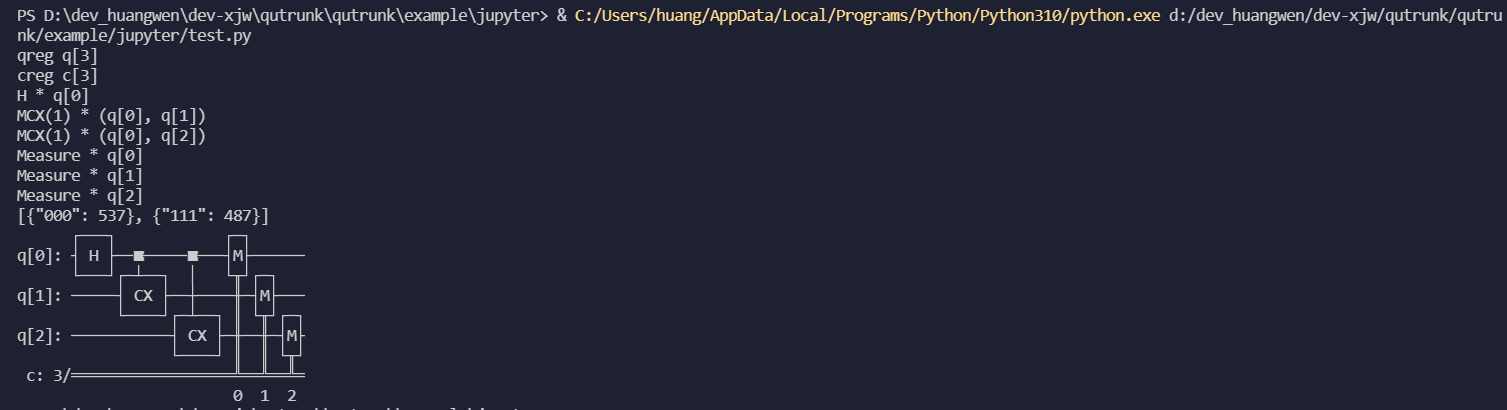 PS D:\dev_huangwen\dev-xjw\qutrunk\qutrunk\example\jupyter> & C:/Users/huang/AppData/Local/Programs/Python/Python310/python.exe d:/dev_huangwen/dev-xjw/qutrunk/qutru
nk/example/jupyter/test.py
qreg q[3]
creg c[3]
H * q[0]
MCX(1) * (q[0], q[1])
MCX(1) * (q[0], q[2])
Measure * q[0]
Measure * q[1]
Measure * q[2]
[{"000": 537}, {"111": 487}]
q[0]: H M
q[1]: CX M
q[2]: CX M
c: 3/
0 1 2